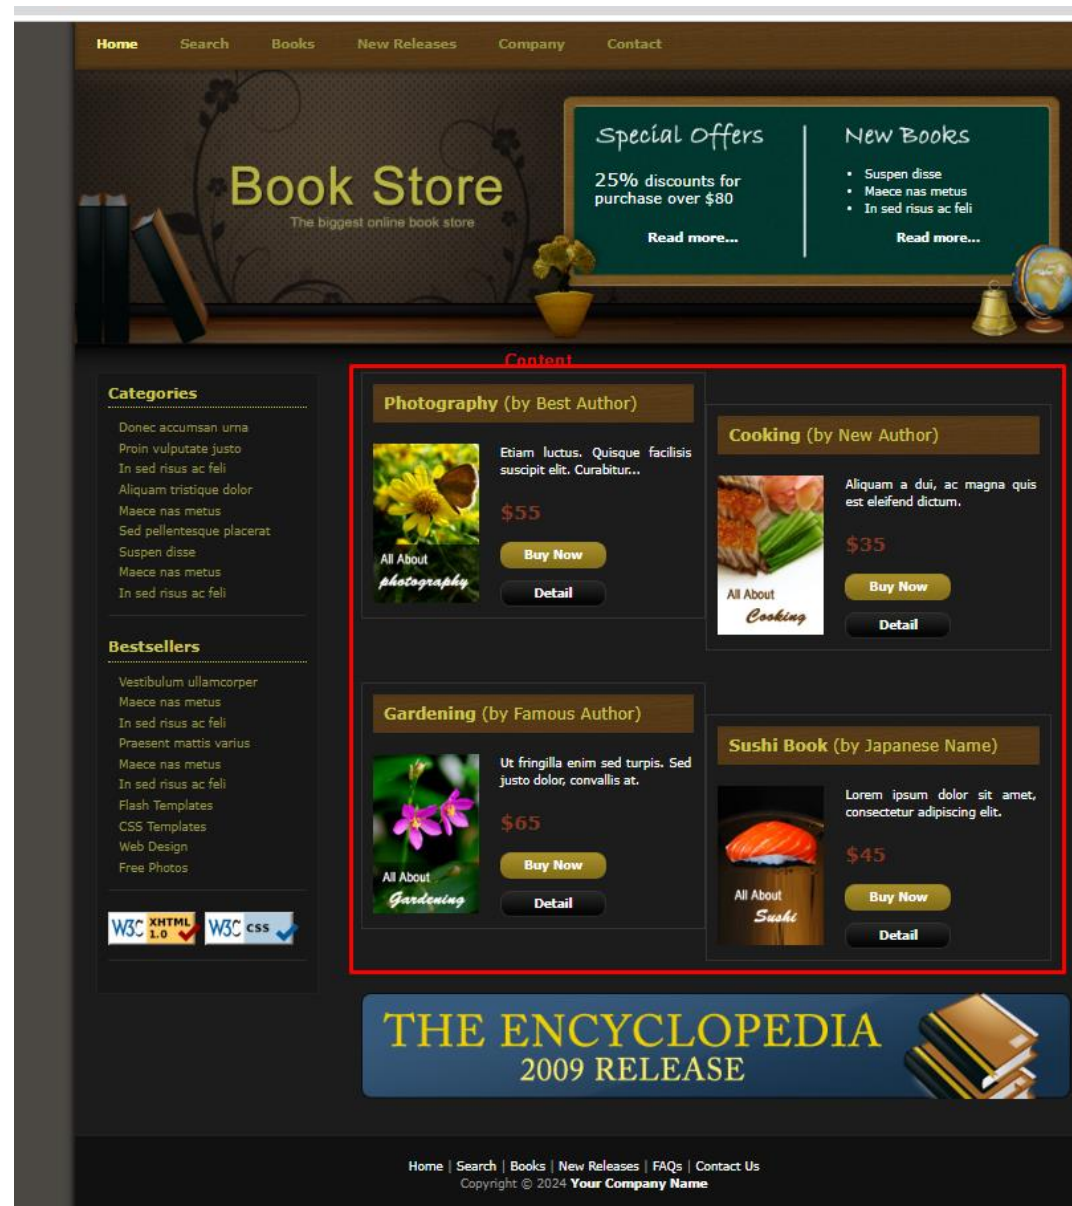 Home Search Books New Releases Company Contact
Book Store
The biggest online book store
Special Offers
25% discounts for
purchase over $80
Read more...
New Books
Suspen disse
Maece nas metus
In sed risus ac feli
Read more...
Content
Categories
Donec accumsan urna
Proin vulputate justo
In sed risus ac feli
Aliquam tristique dolor
Maece nas metus
Sed pellentesque placerat
Suspen disse
Maece nas metus
In sed risus ac feli
Bestsellers
Vestibulum ullamcorper
Maece nas metus
In sed risus ac feli
Praesent mattis varius
Maece nas metus
In sed risus ac feli
Flash Templates
CSS Templates
Web Design
Free Photos
W3C XHTML 1.0
W3C css
Photography (by Best Author)
All About
photography
Etiam luctus. Quisque facilisis
suscipit elit. Curabitur...
$55
Buy Now
Detail
Cooking (by New Author)
All About
Cooking
Aliquam a dui, ac magna quis
est eleifend dictum.
$35
Buy Now
Detail
Gardening (by Famous Author)
All About
Gardening
Ut fringilla enim sed turpis. Sed
justo dolor, convallis at.
$65
Buy Now
Detail
Sushi Book (by Japanese Name)
All About
Sushi
Lorem ipsum dolor sit amet,
consectetur adipiscing elit.
$45
Buy Now
Detail
THE ENCYCLOPEDIA
2009 RELEASE
Home | Search | Books | New Releases | FAQs | Contact Us
Copyright © 2024 Your Company Name